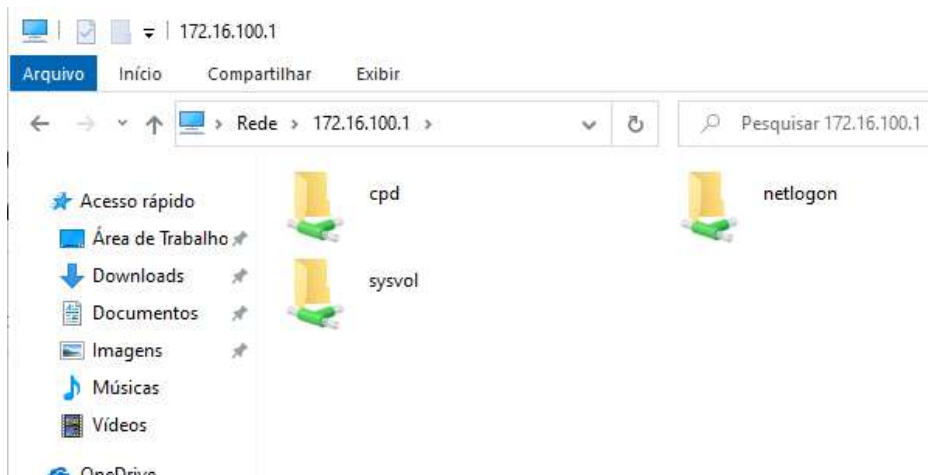 172.16.100.1
Arquivo Início Compartilhar Exibir
Rede 172.16.100.1 Pesquisar 172.16.100.1
Acesso rápido
Área de Trabalho
Downloads
Documentos
Imagens
Músicas
Vídeos
OneDrive
cpd
netlogon
sysvol